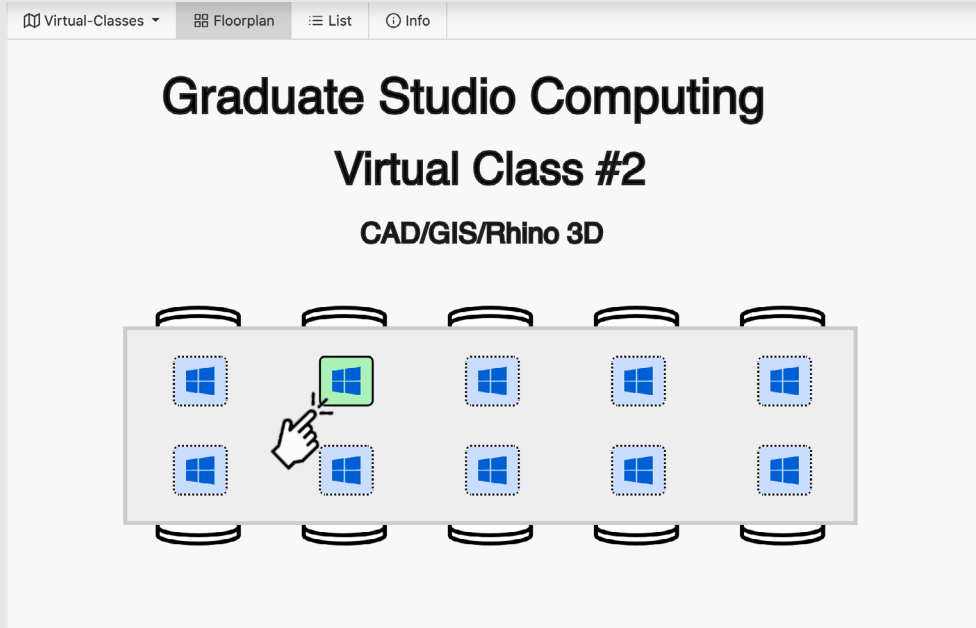 Virtual-Classes Floorplan List Info
Graduate Studio Computing
Virtual Class #2
CAD/GIS/Rhino 3D